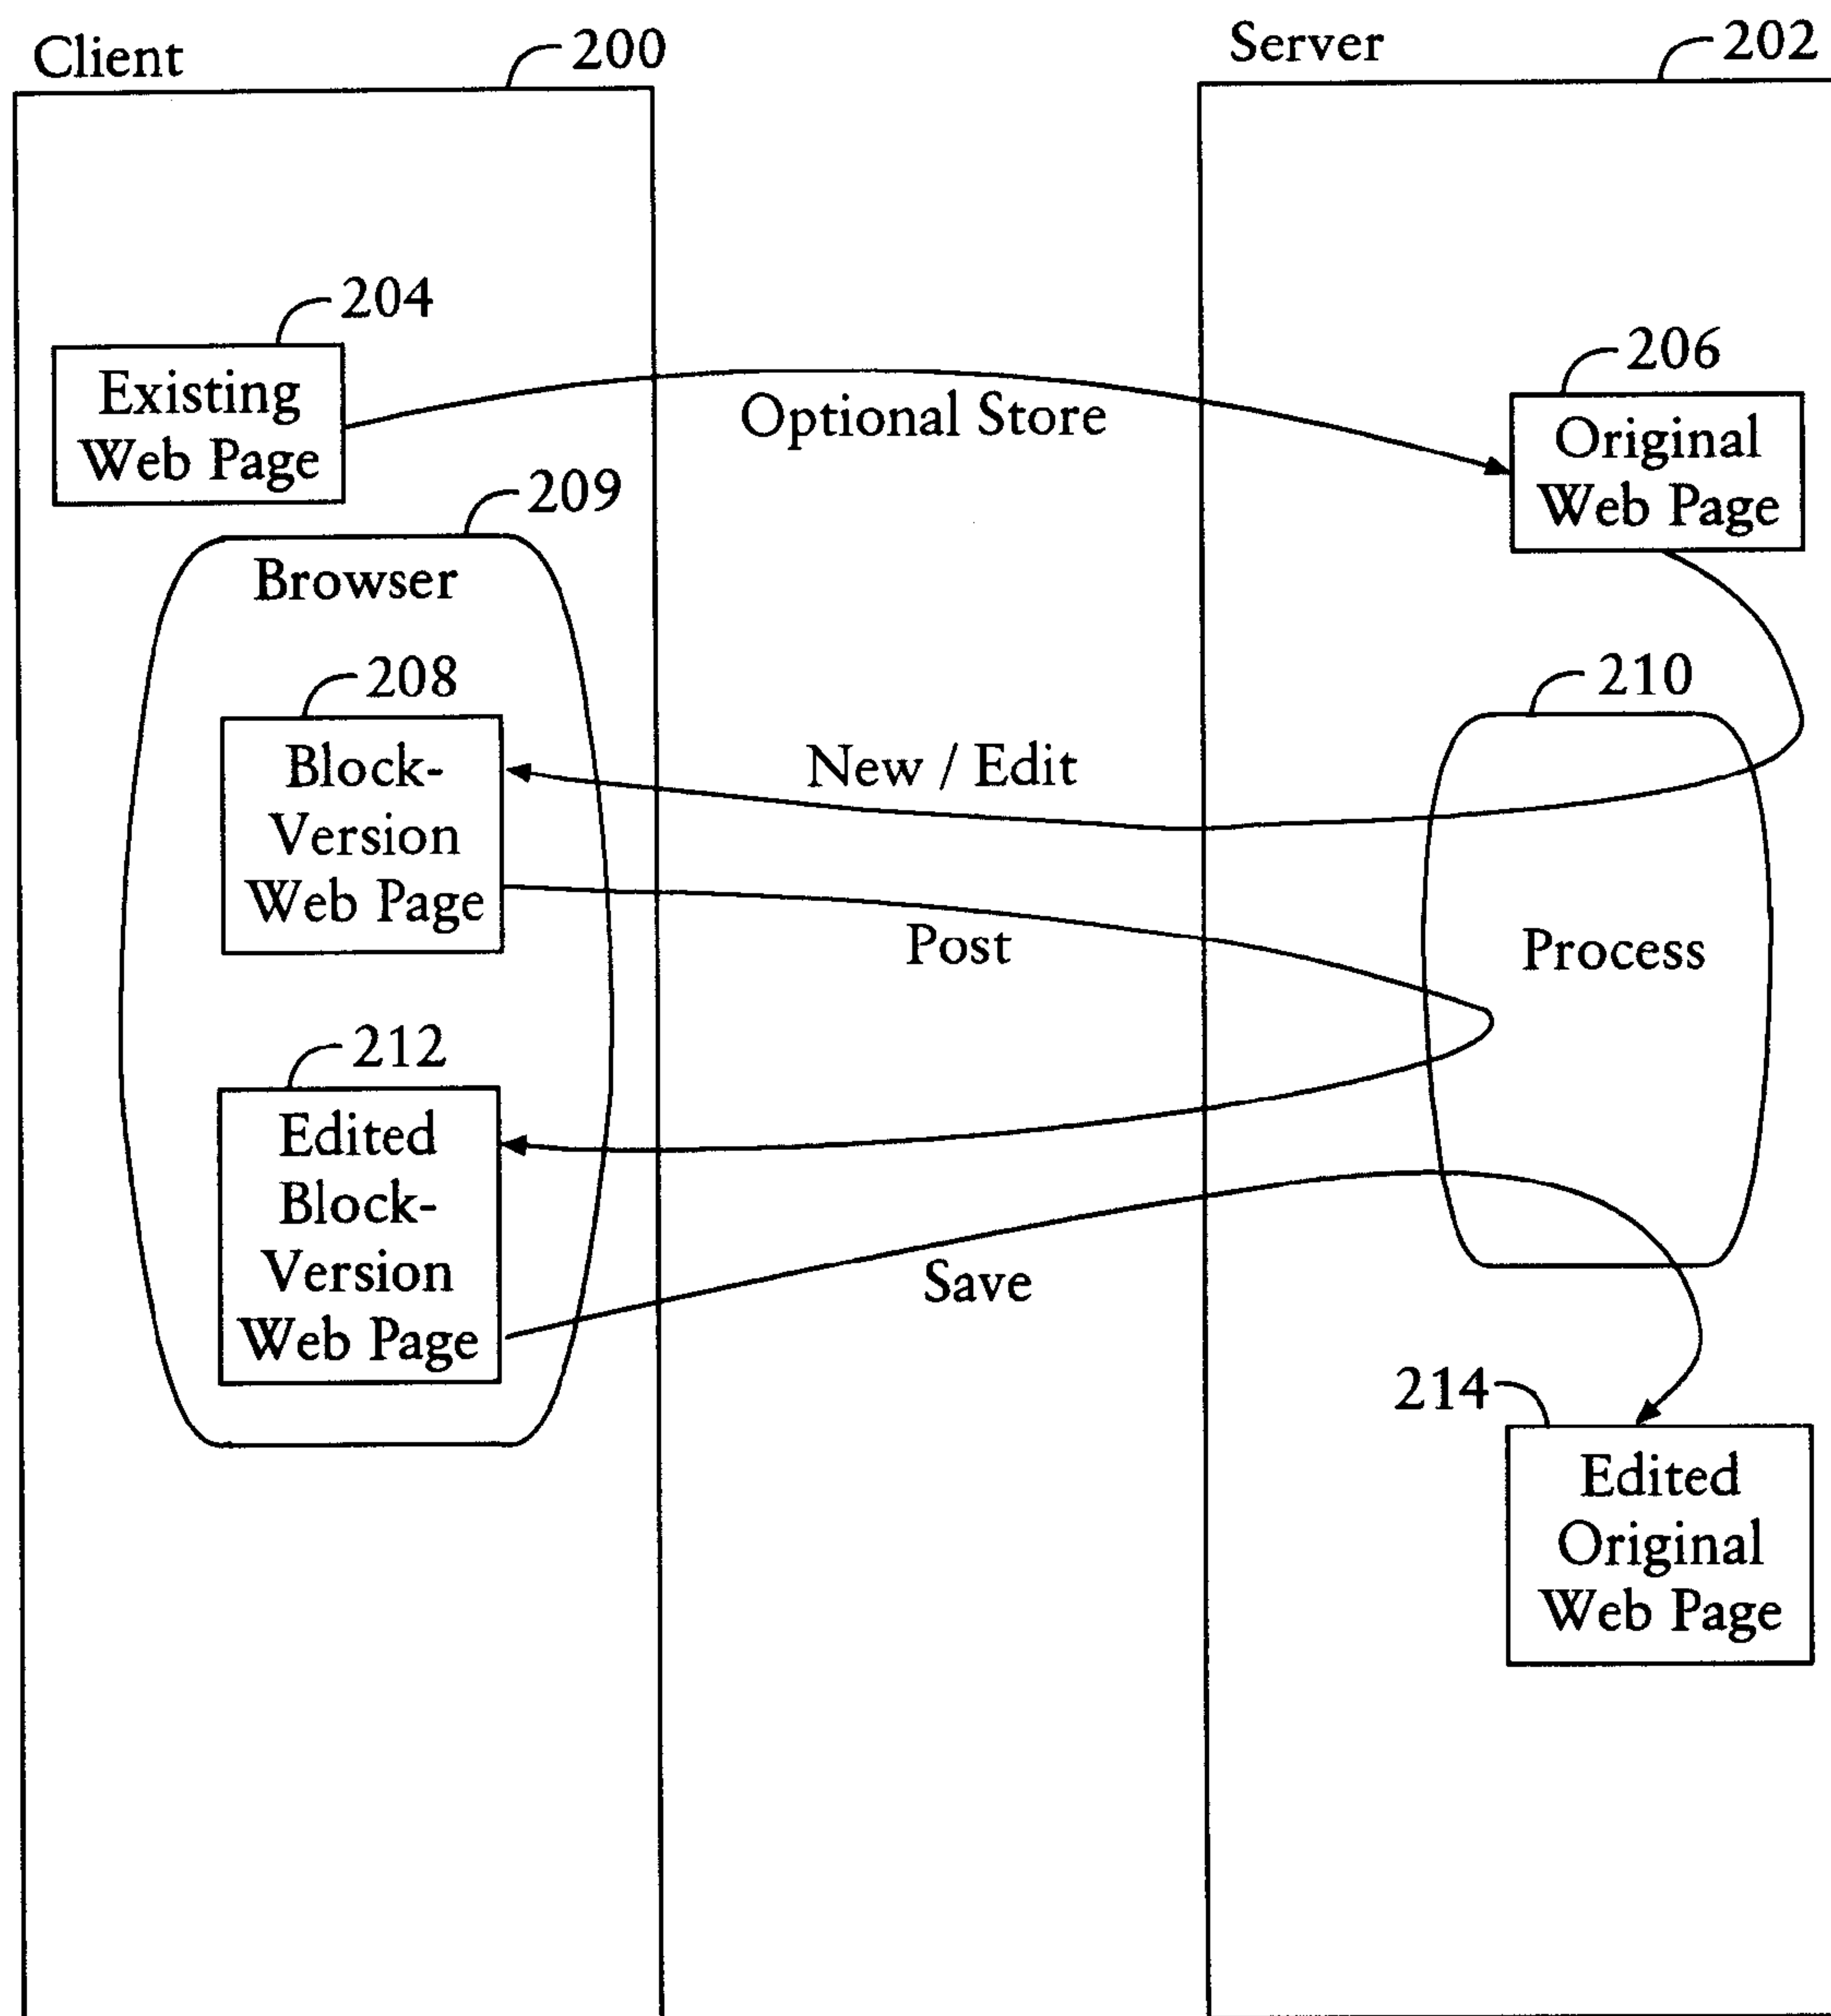 Client
200
Server
202
204
Existing
Web Page
Optional Store
206
Original
Web Page
209
Browser
208
Block-
Version
Web Page
New / Edit
210
Process
Post
212
Edited
Block-
Version
Web Page
Save
214
Edited
Original
Web Page